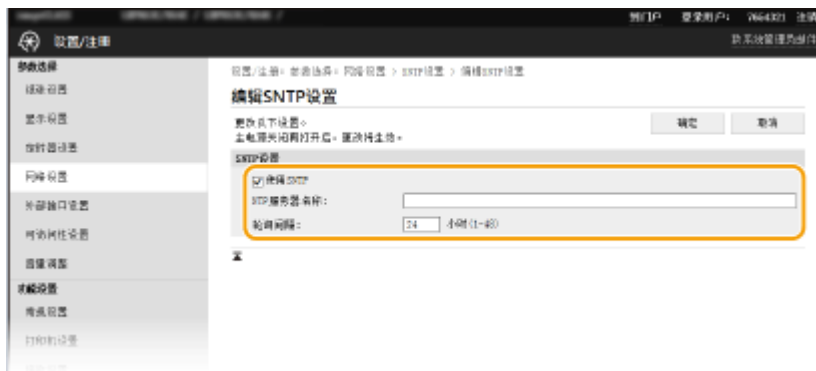 到门户 登录用户: 7654321 注销
设置/注册
致系统管理员邮件
参数选择
纸张设置
显示设置
定时器设置
网络设置
外部接口设置
可访问性设置
音量调整
功能设置
常规设置
打印机设置
设置/注册: 参数选择: 网络设置 > SNTP设置 > 编辑SNTP设置
编辑SNTP设置
更改以下设置。
主电源关闭再打开后,更改将生效。
确定 取消
SNTP设置
使用SNTP
NTP服务器名称:
轮询间隔: 24 小时(1-48)